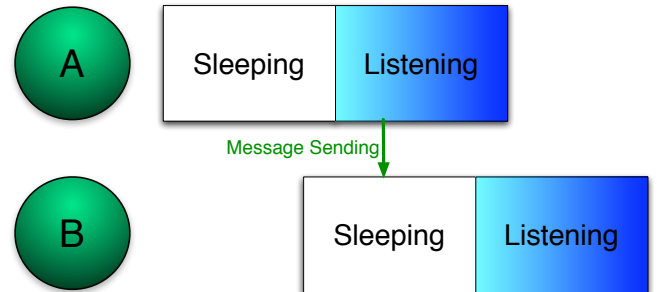 A
Sleeping
Listening
Message Sending
B
Sleeping
Listening